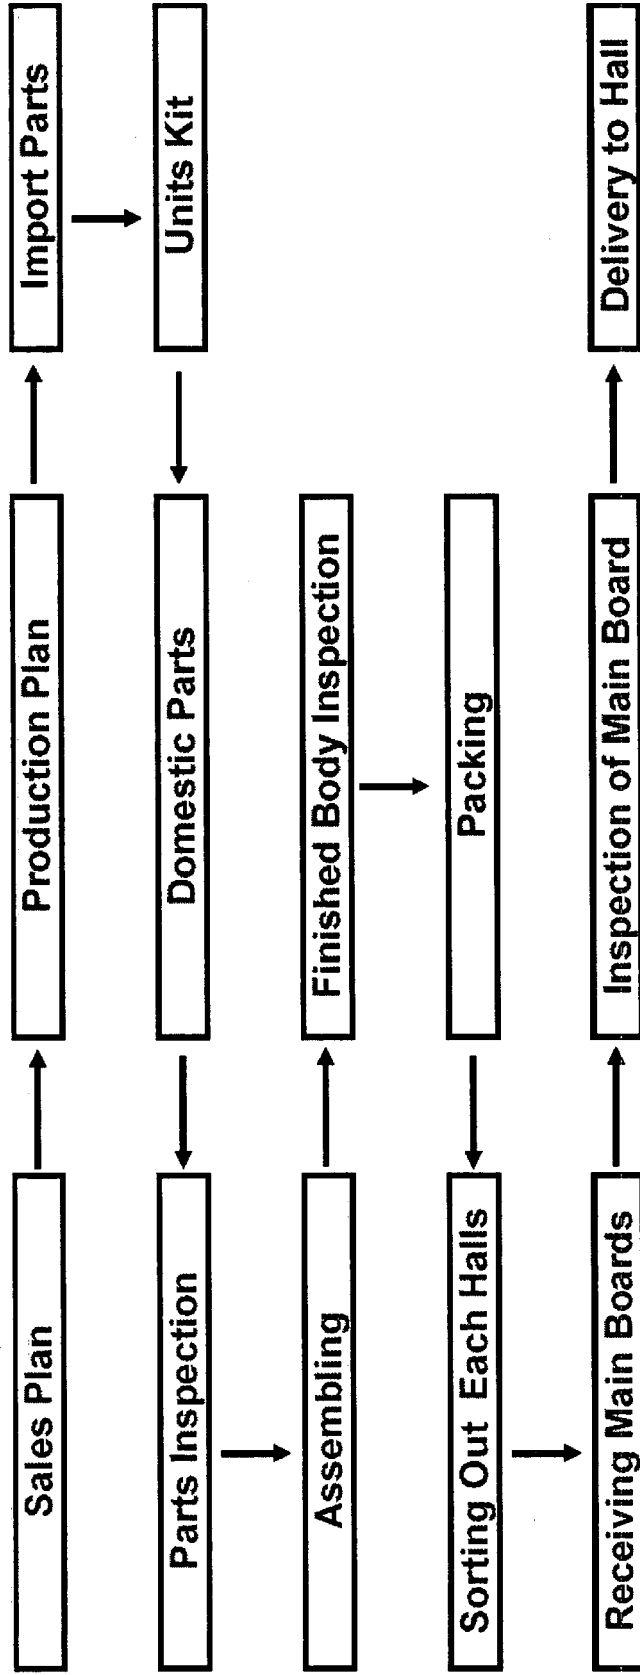 Sales Plan
Production Plan
Import Parts
Units Kit
Domestic Parts
Parts Inspection
Assembling
Finished Body Inspection
Packing
Sorting Out Each Halls
Receiving Main Boards
Inspection of Main Board
Delivery to Hall